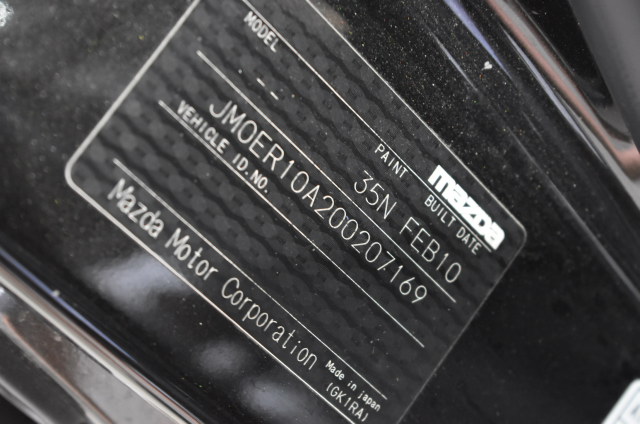 mazda
MODEL PAINT BUILT DATE
-- 35N FEB10
VEHICLE ID.NO.
JM0ER10A200207169
Mazda Motor Corporation Made in japan
(GK1RA)